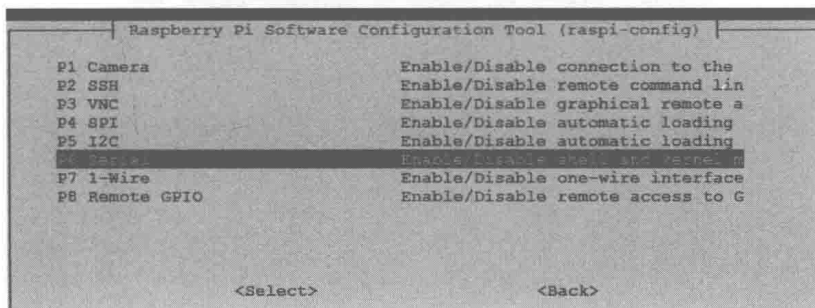 Raspberry Pi Software Configuration Tool (raspi-config)
P1 Camera Enable/Disable connection to the
P2 SSH Enable/Disable remote command lin
P3 VNC Enable/Disable graphical remote a
P4 SPI Enable/Disable automatic loading
P5 I2C Enable/Disable automatic loading
P6 Serial Enable/Disable shell and kernel m
P7 1-Wire Enable/Disable one-wire interface
P8 Remote GPIO Enable/Disable remote access to G
<Select> <Back>